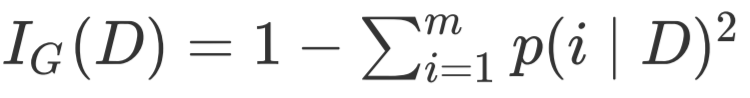 I_G(D) = 1 − ∑_{i=1}^{m} p(i | D)²